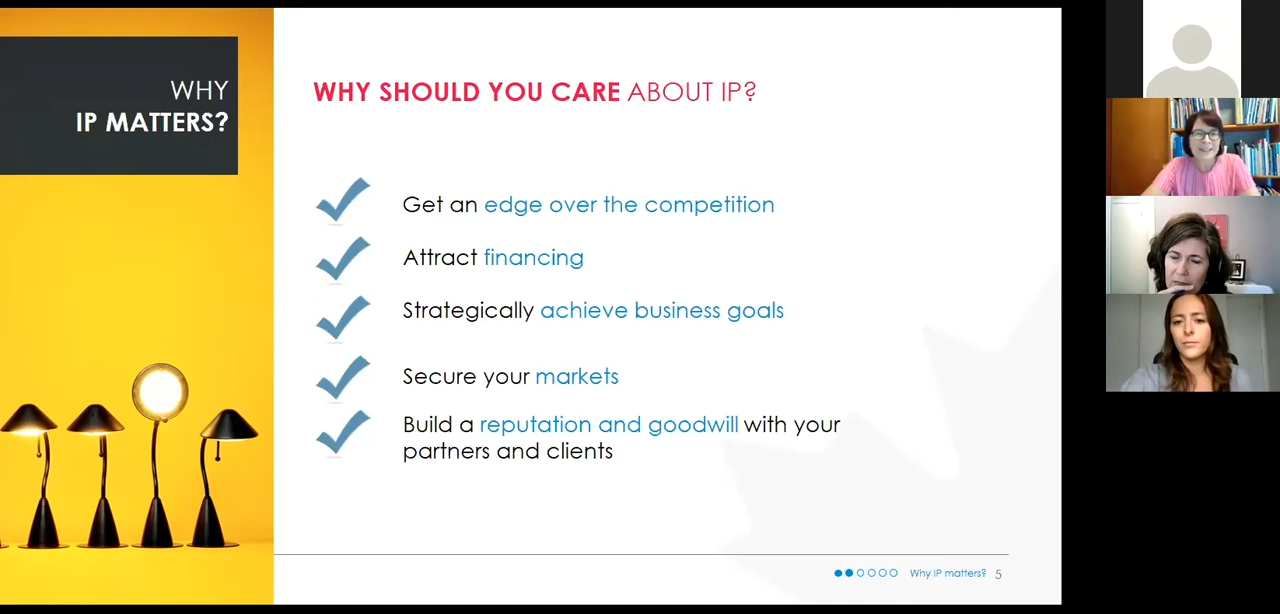 WHY
IP MATTERS?
WHY SHOULD YOU CARE ABOUT IP?
Get an edge over the competition
Attract financing
Strategically achieve business goals
Secure your markets
Build a reputation and goodwill with your
partners and clients
Why IP matters? 5